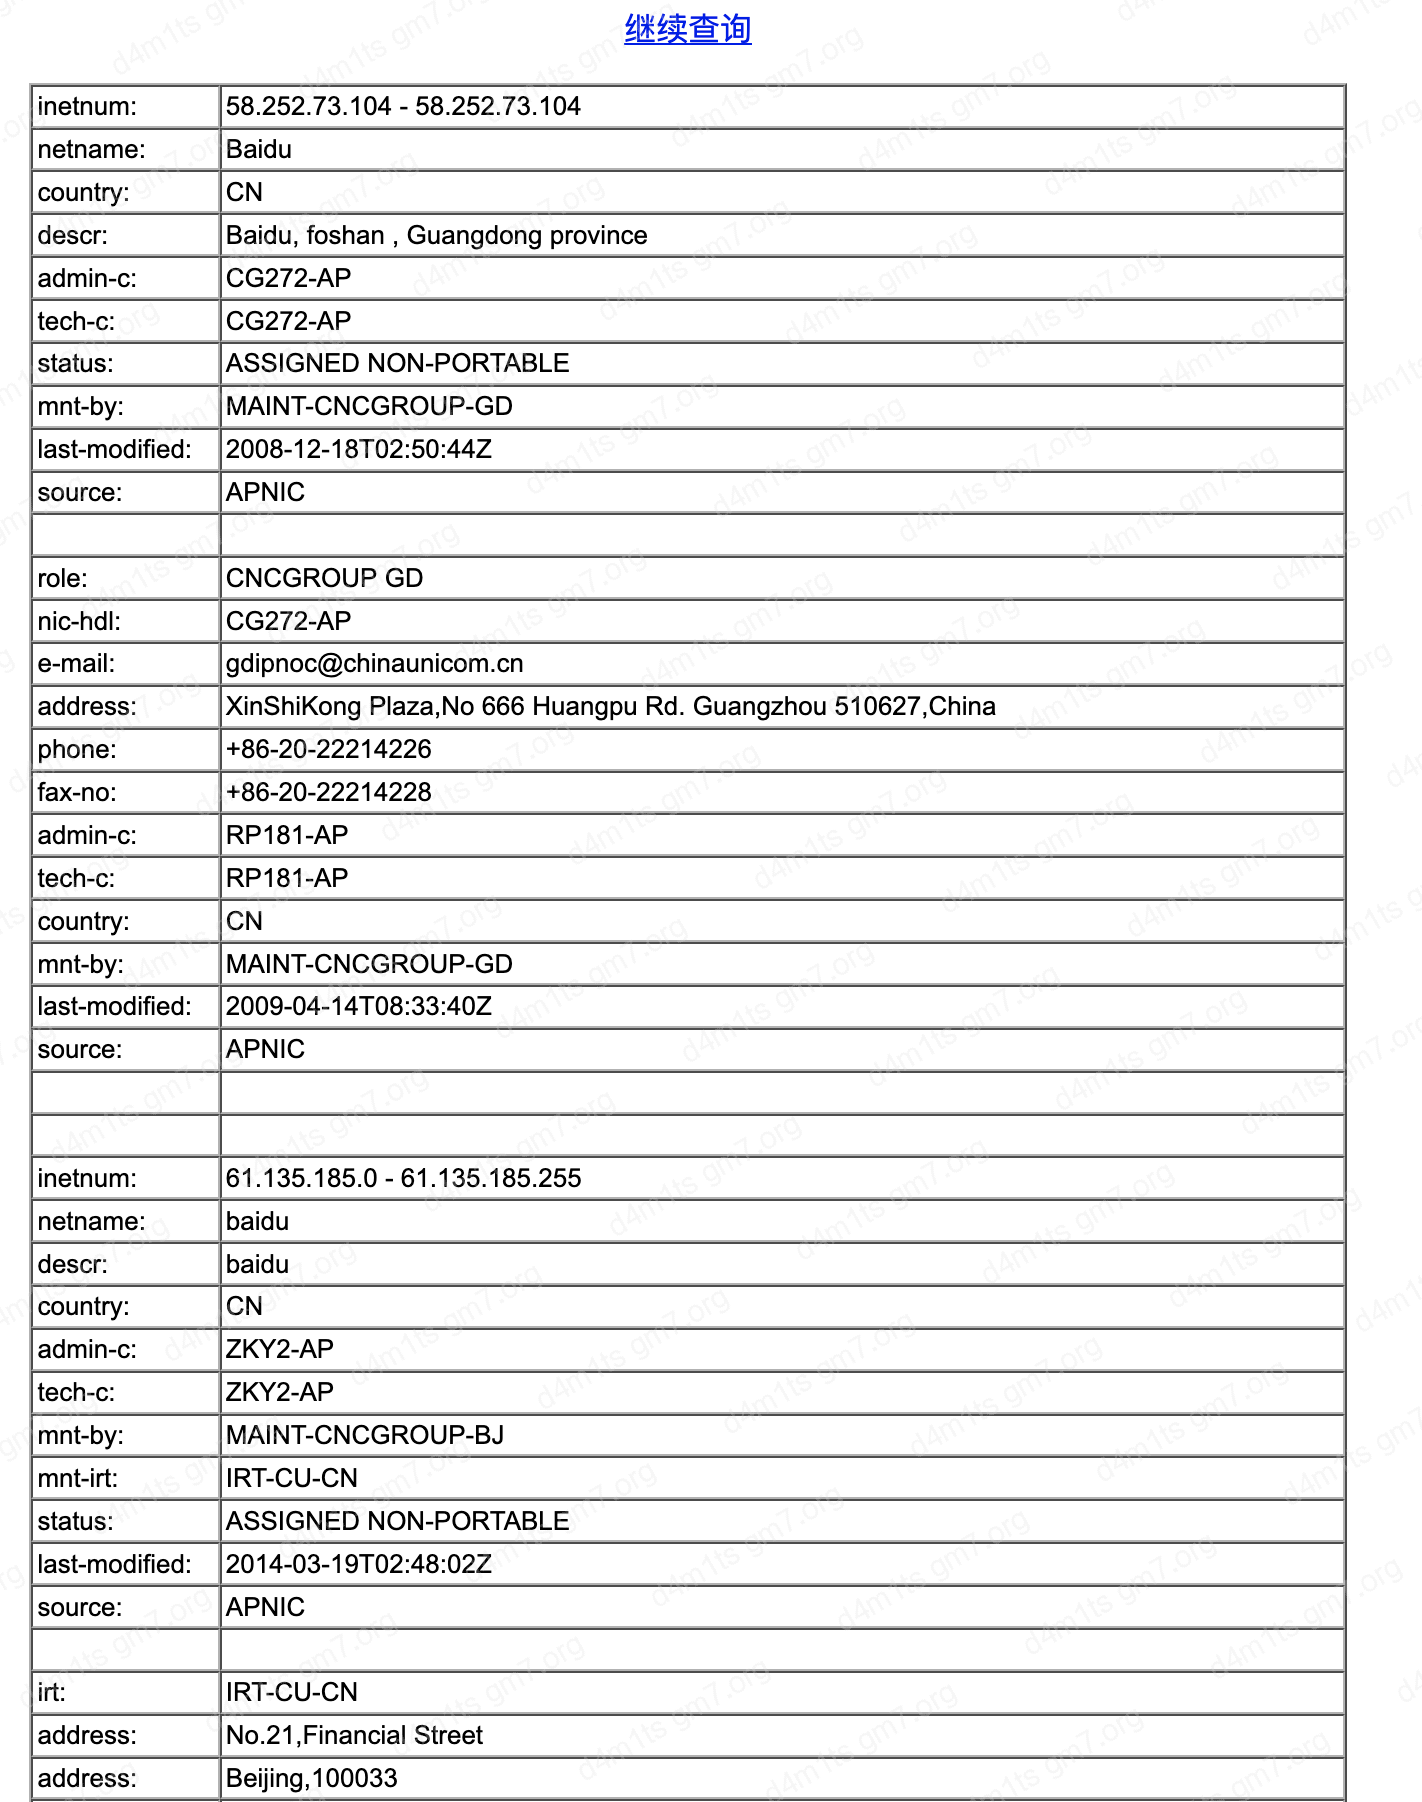 继续查询
inetnum: 58.252.73.104 - 58.252.73.104
netname: Baidu
country: CN
descr: Baidu, foshan , Guangdong province
admin-c: CG272-AP
tech-c: CG272-AP
status: ASSIGNED NON-PORTABLE
mnt-by: MAINT-CNCGROUP-GD
last-modified: 2008-12-18T02:50:44Z
source: APNIC
role: CNCGROUP GD
nic-hdl: CG272-AP
e-mail: gdipnoc@chinaunicom.cn
address: XinShiKong Plaza,No 666 Huangpu Rd. Guangzhou 510627,China
phone: +86-20-22214226
fax-no: +86-20-22214228
admin-c: RP181-AP
tech-c: RP181-AP
country: CN
mnt-by: MAINT-CNCGROUP-GD
last-modified: 2009-04-14T08:33:40Z
source: APNIC
inetnum: 61.135.185.0 - 61.135.185.255
netname: baidu
descr: baidu
country: CN
admin-c: ZKY2-AP
tech-c: ZKY2-AP
mnt-by: MAINT-CNCGROUP-BJ
mnt-irt: IRT-CU-CN
status: ASSIGNED NON-PORTABLE
last-modified: 2014-03-19T02:48:02Z
source: APNIC
irt: IRT-CU-CN
address: No.21,Financial Street
address: Beijing,100033
d4m1ts gm7.org